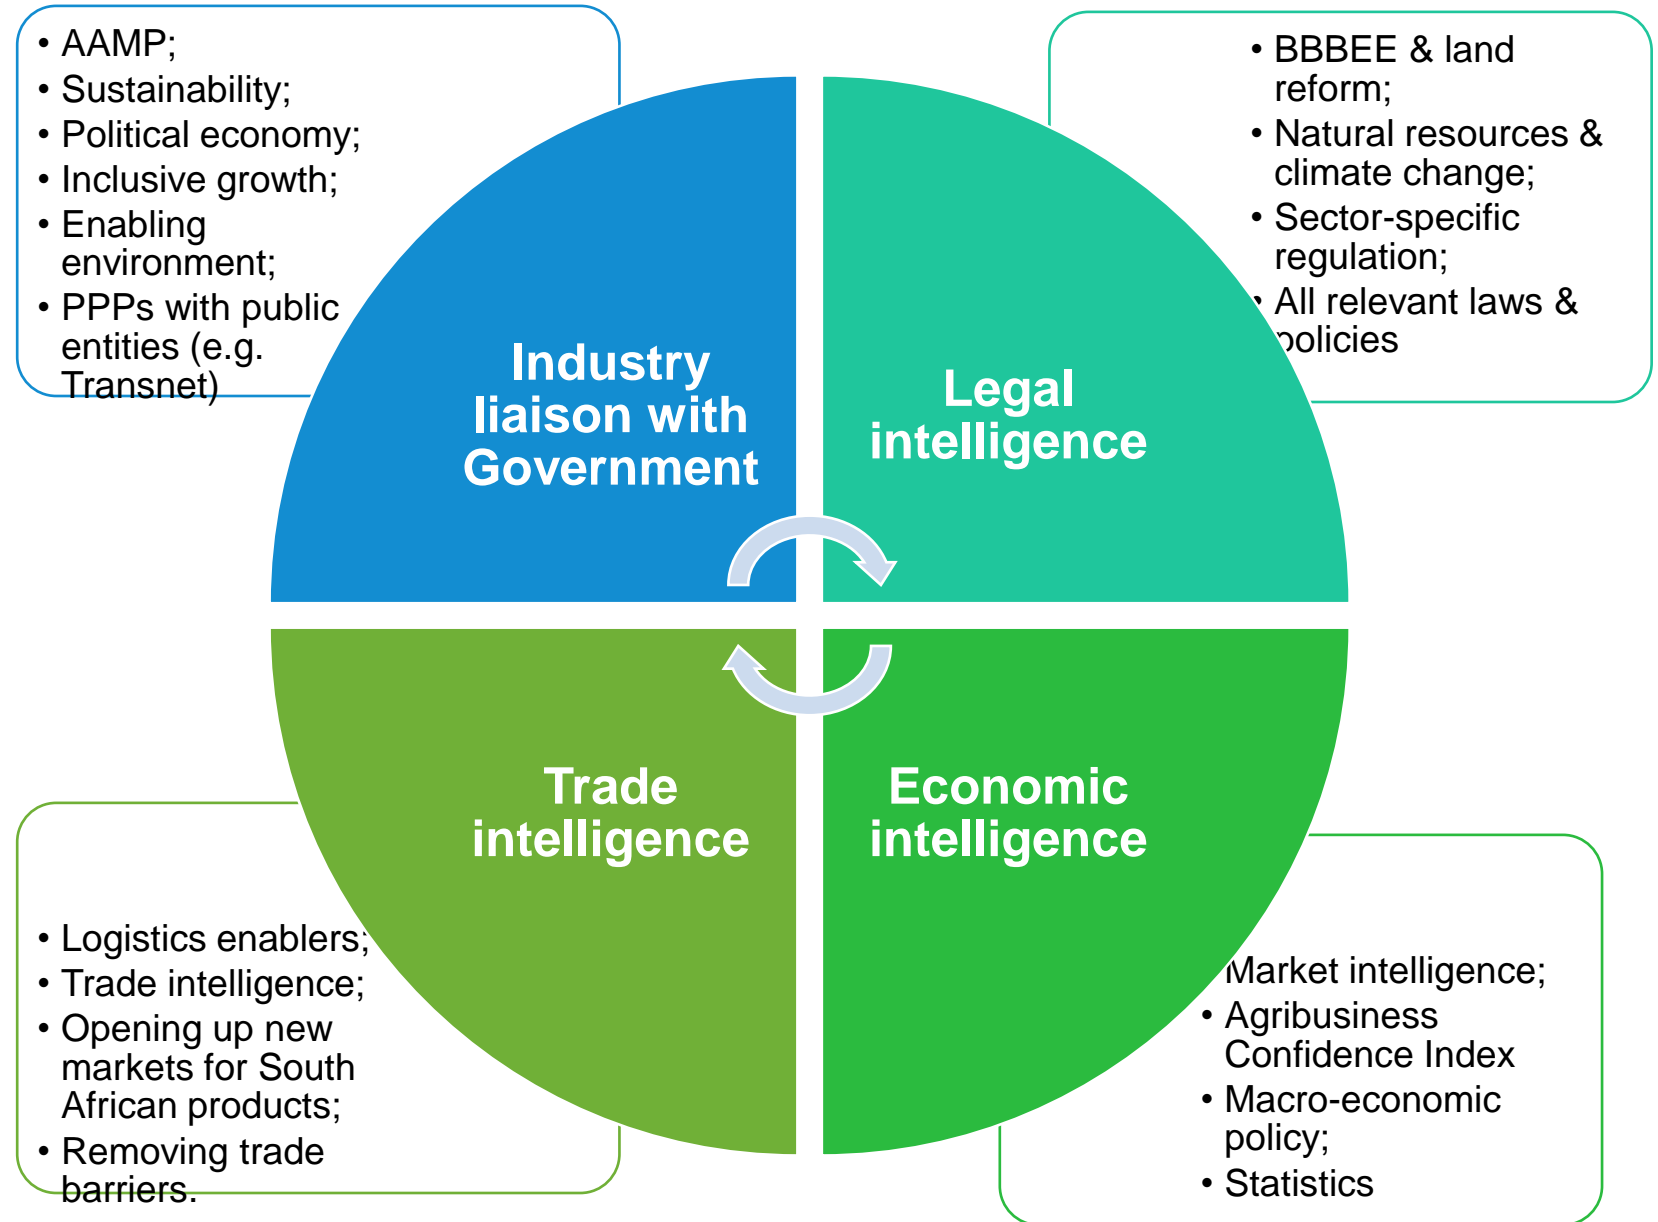 • AAMP;
• Sustainability;
• Political economy;
• Inclusive growth;
• Enabling
environment;
• PPPs with public
entities (e.g.
Transnet)
• BBBEE & land
reform;
• Natural resources &
climate change;
• Sector-specific
regulation;
• All relevant laws &
policies
Industry
liaison with
Government
Legal
intelligence
Trade
intelligence
Economic
intelligence
• Logistics enablers;
• Trade intelligence;
• Opening up new
markets for South
African products;
• Removing trade
barriers.
Market intelligence;
• Agribusiness
Confidence Index
• Macro-economic
policy;
• Statistics